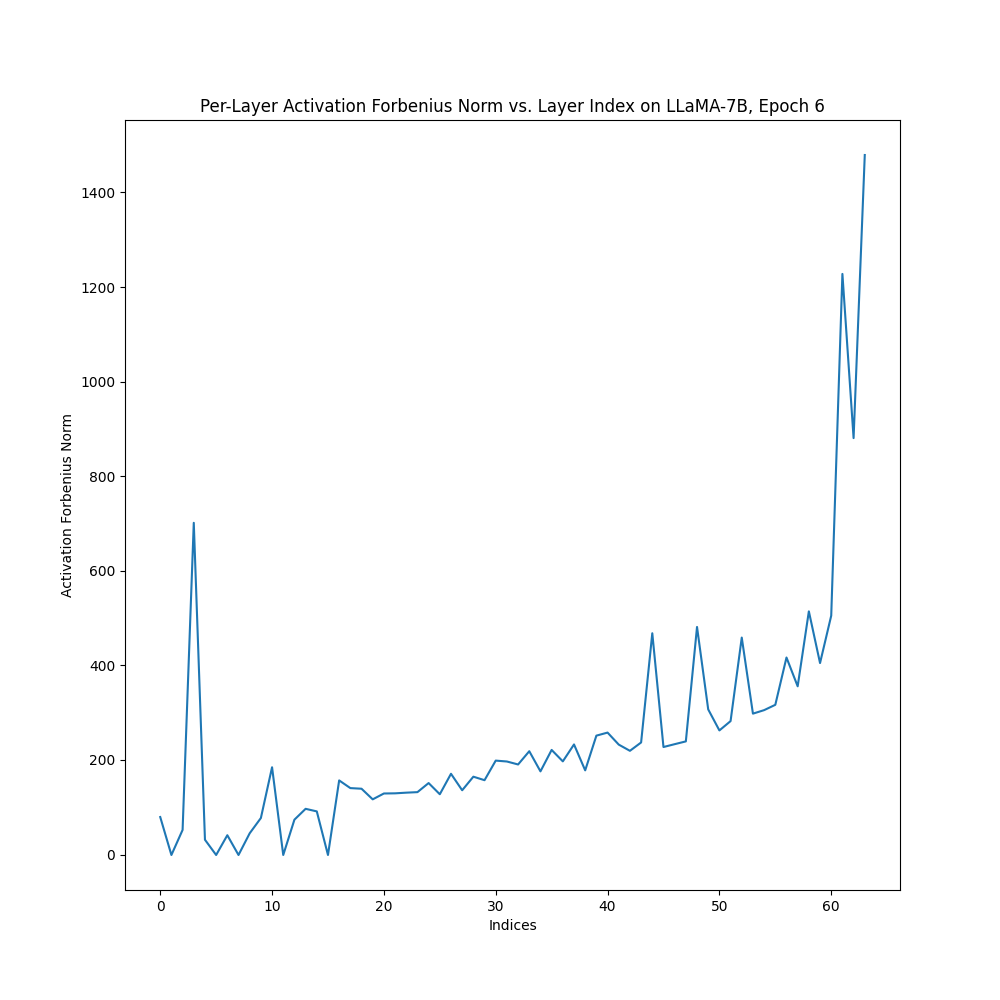 Per-Layer Activation Forbenius Norm vs. Layer Index on LLaMA-7B, Epoch 6
1400
1200
1000
800
600
400
200
0
Activation Forbenius Norm
0 10 20 30 40 50 60
Indices